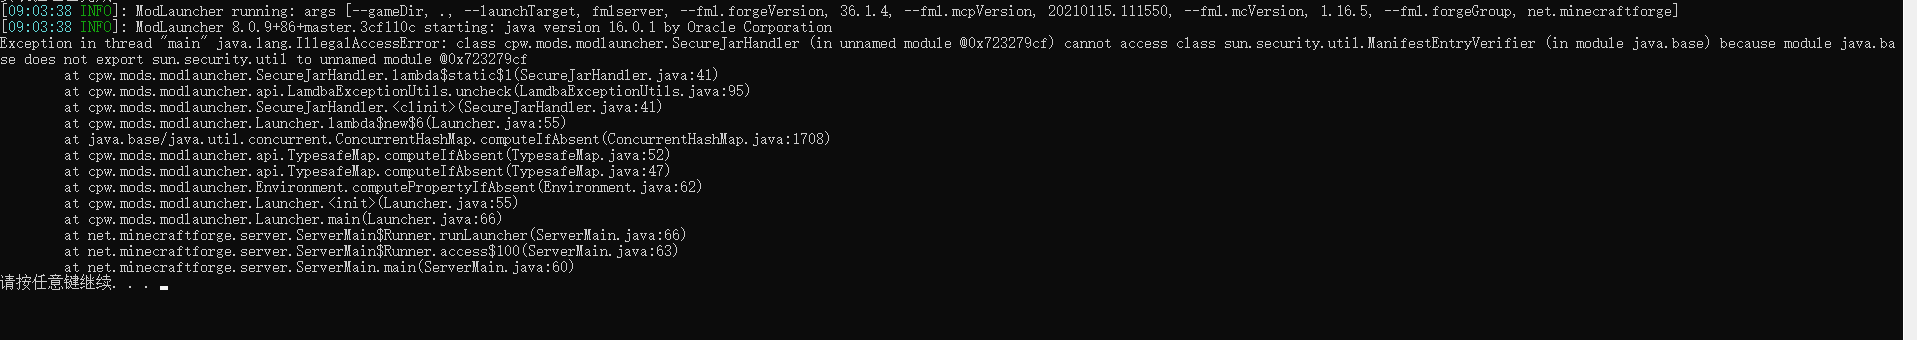 [09:03:38 INFO]: ModLauncher running: args [--gameDir, ., --launchTarget, fmlserver, --fml.forgeVersion, 36.1.4, --fml.mcpVersion, 20210115.111550, --fml.mcVersion, 1.16.5, --fml.forgeGroup, net.minecraftforge]
[09:03:38 INFO]: ModLauncher 8.0.9+86+master.3cf110c starting: java version 16.0.1 by Oracle Corporation
Exception in thread "main" java.lang.IllegalAccessError: class cpw.mods.modlauncher.SecureJarHandler (in unnamed module @0x723279cf) cannot access class sun.security.util.ManifestEntryVerifier (in module java.base) because module java.ba
se does not export sun.security.util to unnamed module @0x723279cf
at cpw.mods.modlauncher.SecureJarHandler.lambda$static$1(SecureJarHandler.java:41)
at cpw.mods.modlauncher.api.LamdbaExceptionUtils.uncheck(LamdbaExceptionUtils.java:95)
at cpw.mods.modlauncher.SecureJarHandler.<clinit>(SecureJarHandler.java:41)
at cpw.mods.modlauncher.Launcher.lambda$new$6(Launcher.java:55)
at java.base/java.util.concurrent.ConcurrentHashMap.computeIfAbsent(ConcurrentHashMap.java:1708)
at cpw.mods.modlauncher.api.TypesafeMap.computeIfAbsent(TypesafeMap.java:52)
at cpw.mods.modlauncher.api.TypesafeMap.computeIfAbsent(TypesafeMap.java:47)
at cpw.mods.modlauncher.Environment.computePropertyIfAbsent(Environment.java:62)
at cpw.mods.modlauncher.Launcher.<init>(Launcher.java:55)
at cpw.mods.modlauncher.Launcher.main(Launcher.java:66)
at net.minecraftforge.server.ServerMain$Runner.runLauncher(ServerMain.java:66)
at net.minecraftforge.server.ServerMain$Runner.access$100(ServerMain.java:63)
at net.minecraftforge.server.ServerMain.main(ServerMain.java:60)
请按任意键继续. . .